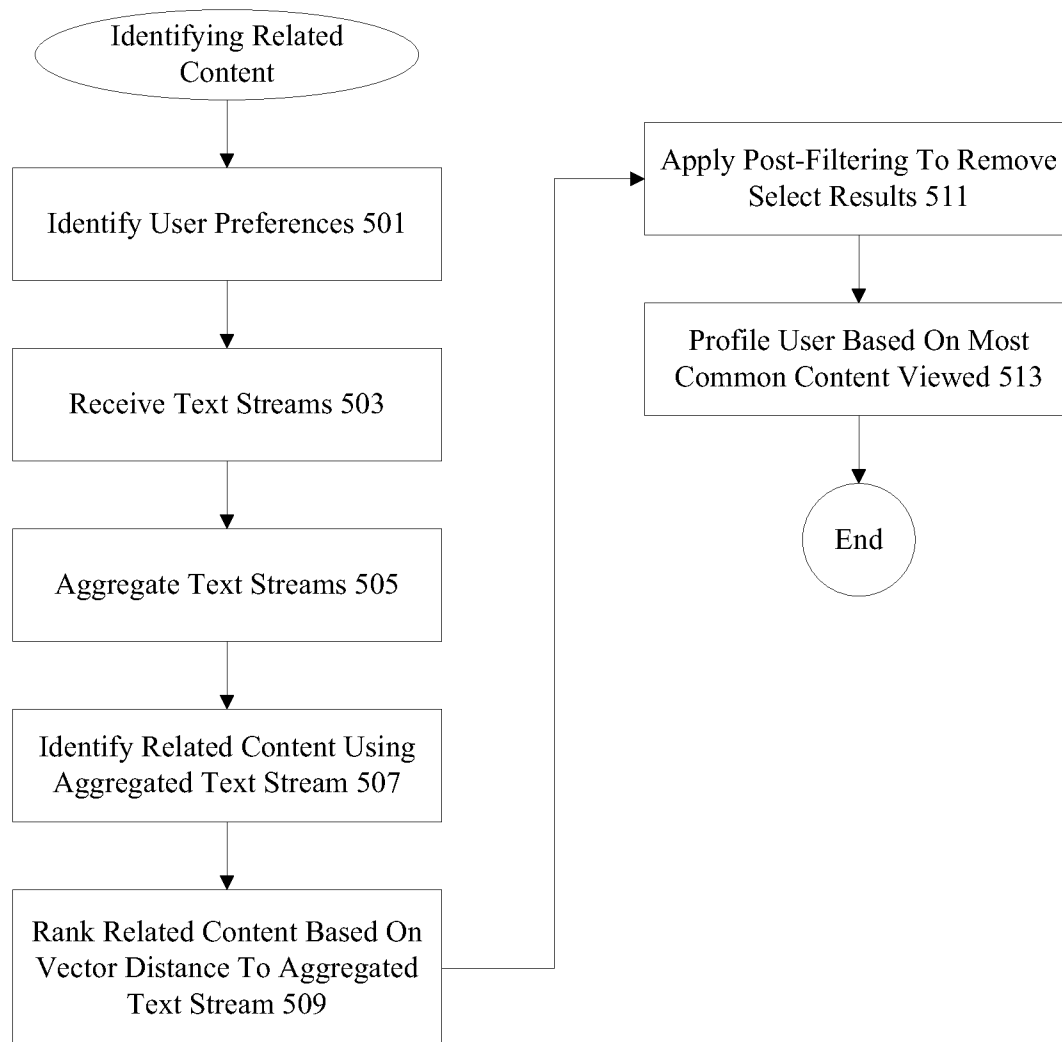 Identifying Related
Content
Identify User Preferences 501
Receive Text Streams 503
Aggregate Text Streams 505
Identify Related Content Using
Aggregated Text Stream 507
Rank Related Content Based On
Vector Distance To Aggregated
Text Stream 509
Apply Post-Filtering To Remove
Select Results 511
Profile User Based On Most
Common Content Viewed 513
End